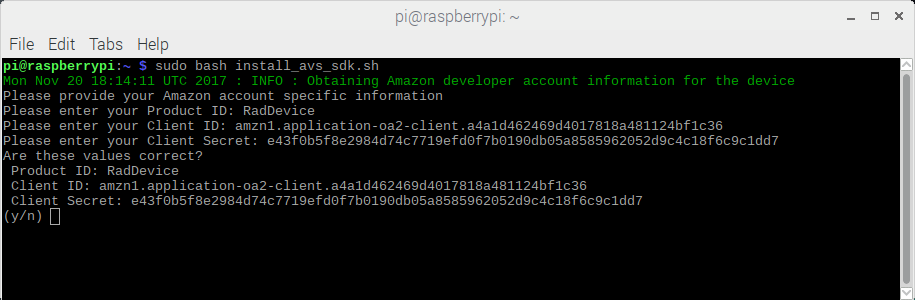 pi@raspberrypi: ~
File Edit Tabs Help
pi@raspberrypi:~ $ sudo bash install_avs_sdk.sh
Mon Nov 20 18:14:11 UTC 2017 : INFO : Obtaining Amazon developer account information for the device
Please provide your Amazon account specific information
Please enter your Product ID: RadDevice
Please enter your Client ID: amzn1.application-oa2-client.a4a1d462469d4017818a481124bf1c36
Please enter your Client Secret: e43f0b5f8e2984d74c7719efd0f7b0190db05a8585962052d9c4c18f6c9c1dd7
Are these values correct?
 Product ID: RadDevice
 Client ID: amzn1.application-oa2-client.a4a1d462469d4017818a481124bf1c36
 Client Secret: e43f0b5f8e2984d74c7719efd0f7b0190db05a8585962052d9c4c18f6c9c1dd7
(y/n)